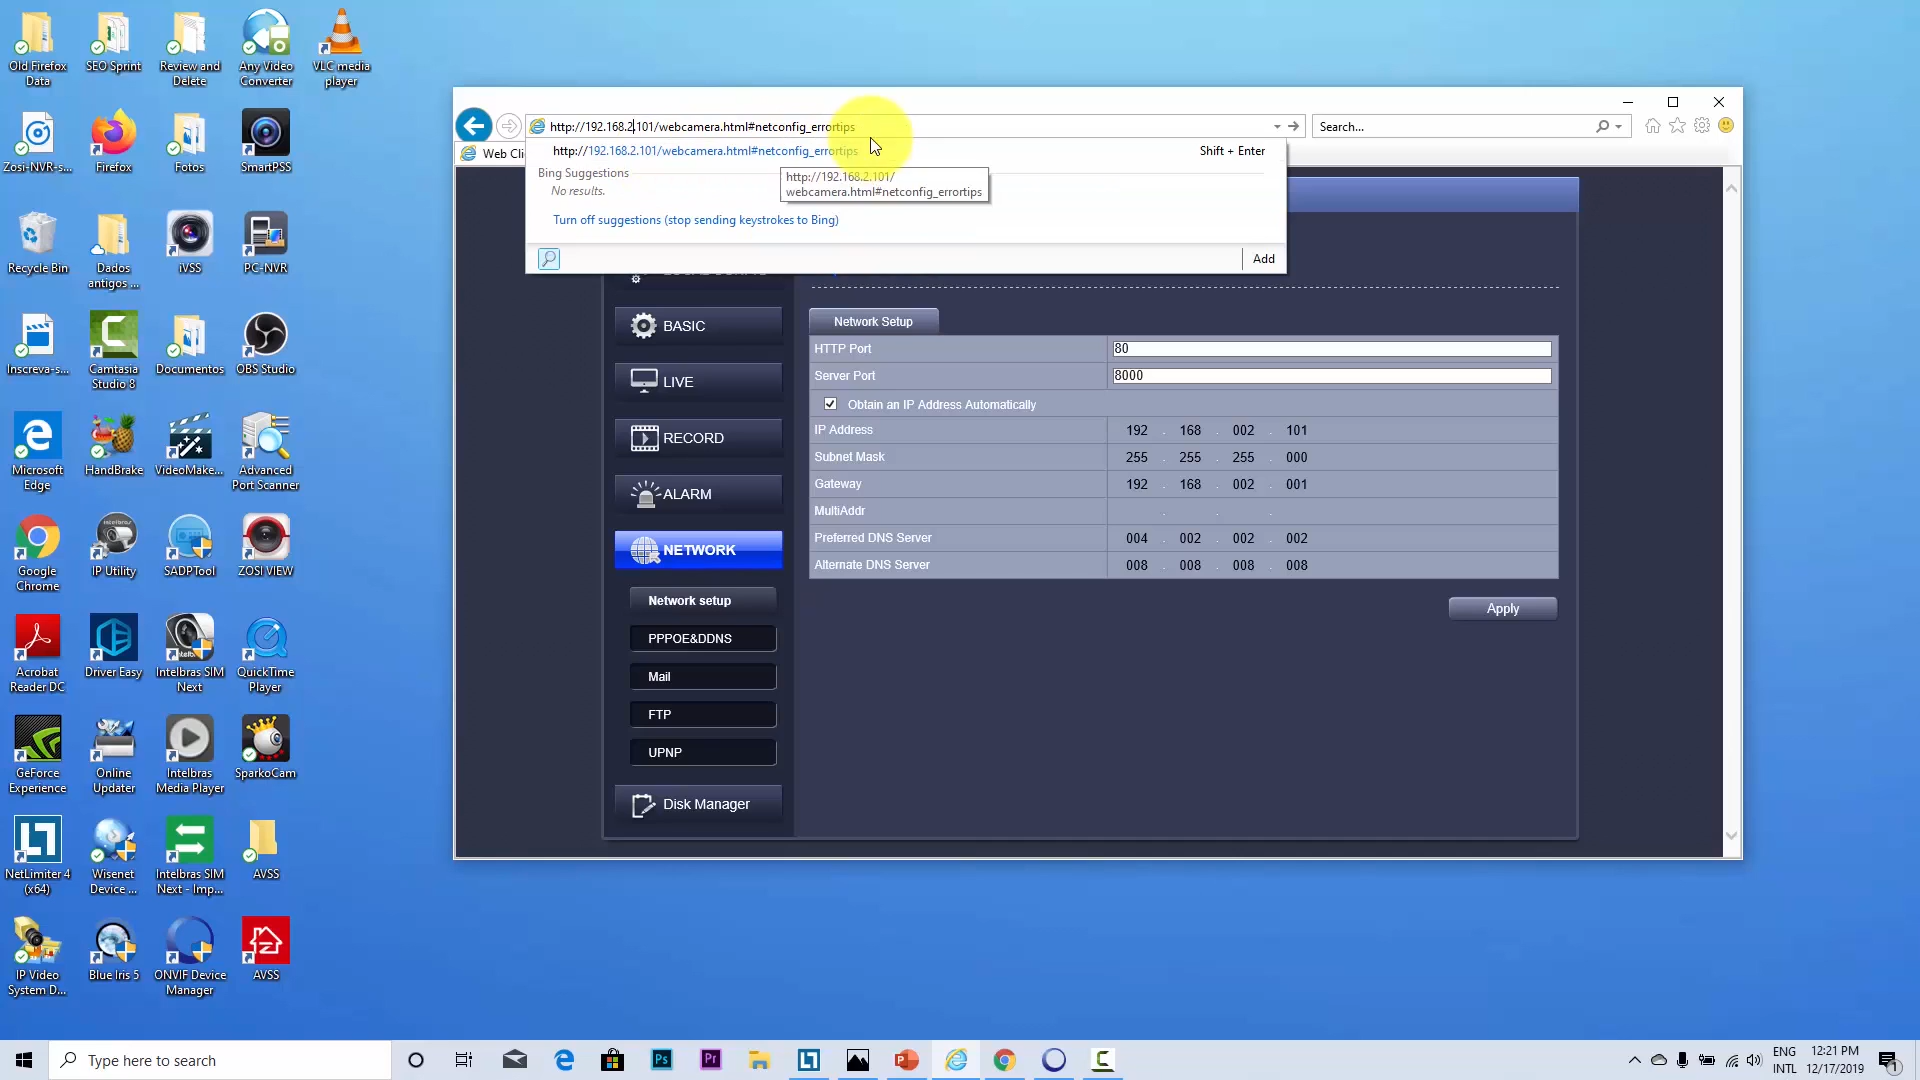 Old Firefox
Data
SEO Sprint
Review and
Delete
Any Video
Converter
VLC media
player
Zosi-NVR-s...
Firefox
Fotos
SmartPSS
Recycle Bin
Dados
antigos ...
iVSS
PC-NVR
Inscreva-s...
Camtasia
Studio 8
Documentos
OBS Studio
Microsoft
Edge
HandBrake
VideoMake...
Advanced
Port Scanner
Google
Chrome
IP Utility
SADPTool
ZOSI VIEW
Acrobat
Reader DC
Driver Easy
Intelbras SIM
Next
QuickTime
Player
GeForce
Experience
Online
Updater
Intelbras
Media Player
SparkoCam
NetLimiter 4
(x64)
Wisenet
Device ...
Intelbras SIM
Next - Imp...
AVSS
IP Video
System D...
Blue Iris 5
ONVIF Device
Manager
AVSS
http://192.168.2.101/webcamera.html#netconfig_errortips
Search...
Web Cli
http://192.168.2.101/webcamera.html#netconfig_errortips
Shift + Enter
Bing Suggestions
No results.
http://192.168.2.101/
webcamera.html#netconfig_errortips
Turn off suggestions (stop sending keystrokes to Bing)
Add
BASIC
LIVE
RECORD
ALARM
NETWORK
Network setup
PPPOE&DDNS
Mail
FTP
UPNP
Disk Manager
Network Setup
HTTP Port 80
Server Port 8000
Obtain an IP Address Automatically
IP Address 192 . 168 . 002 . 101
Subnet Mask 255 . 255 . 255 . 000
Gateway 192 . 168 . 002 . 001
MultiAddr . . .
Preferred DNS Server 004 . 002 . 002 . 002
Alternate DNS Server 008 . 008 . 008 . 008
Apply
Type here to search
Ps
Pr
ENG
INTL
12:21 PM
12/17/2019
1